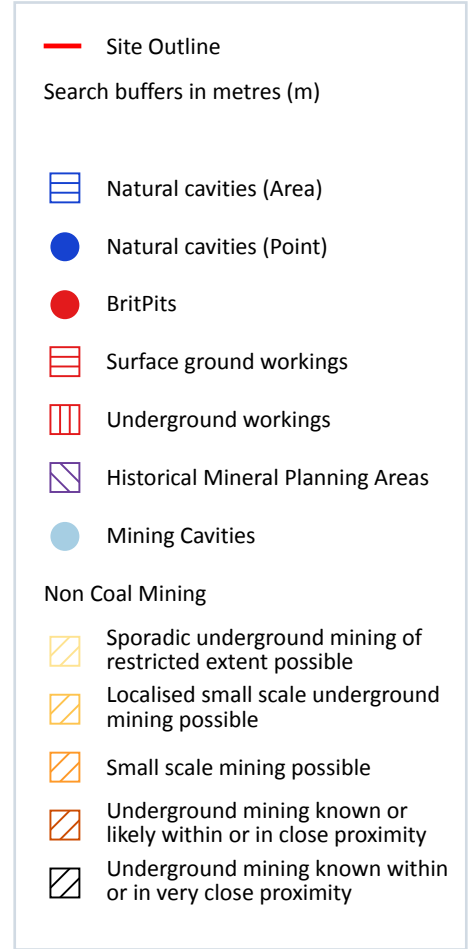 Site Outline
Search buffers in metres (m)
Natural cavities (Area)
Natural cavities (Point)
BritPits
Surface ground workings
Underground workings
Historical Mineral Planning Areas
Mining Cavities
Non Coal Mining
Sporadic underground mining of
restricted extent possible
Localised small scale underground
mining possible
Small scale mining possible
Underground mining known or
likely within or in close proximity
Underground mining known within
or in very close proximity